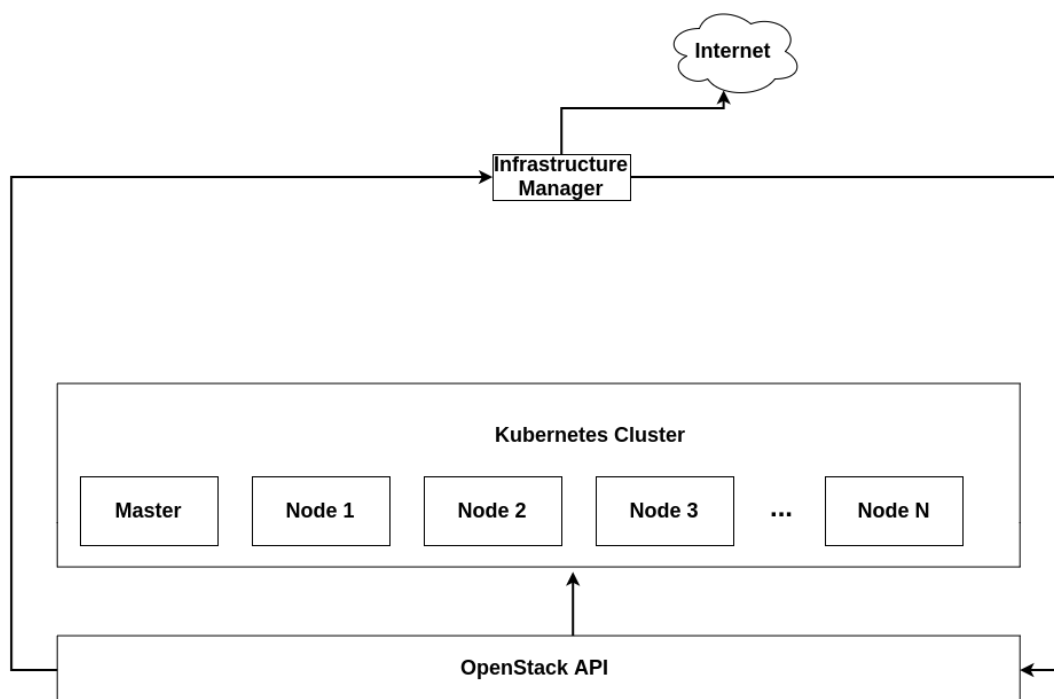 Internet
Infrastructure
Manager
Kubernetes Cluster
Master
Node 1
Node 2
Node 3
...
Node N
OpenStack API